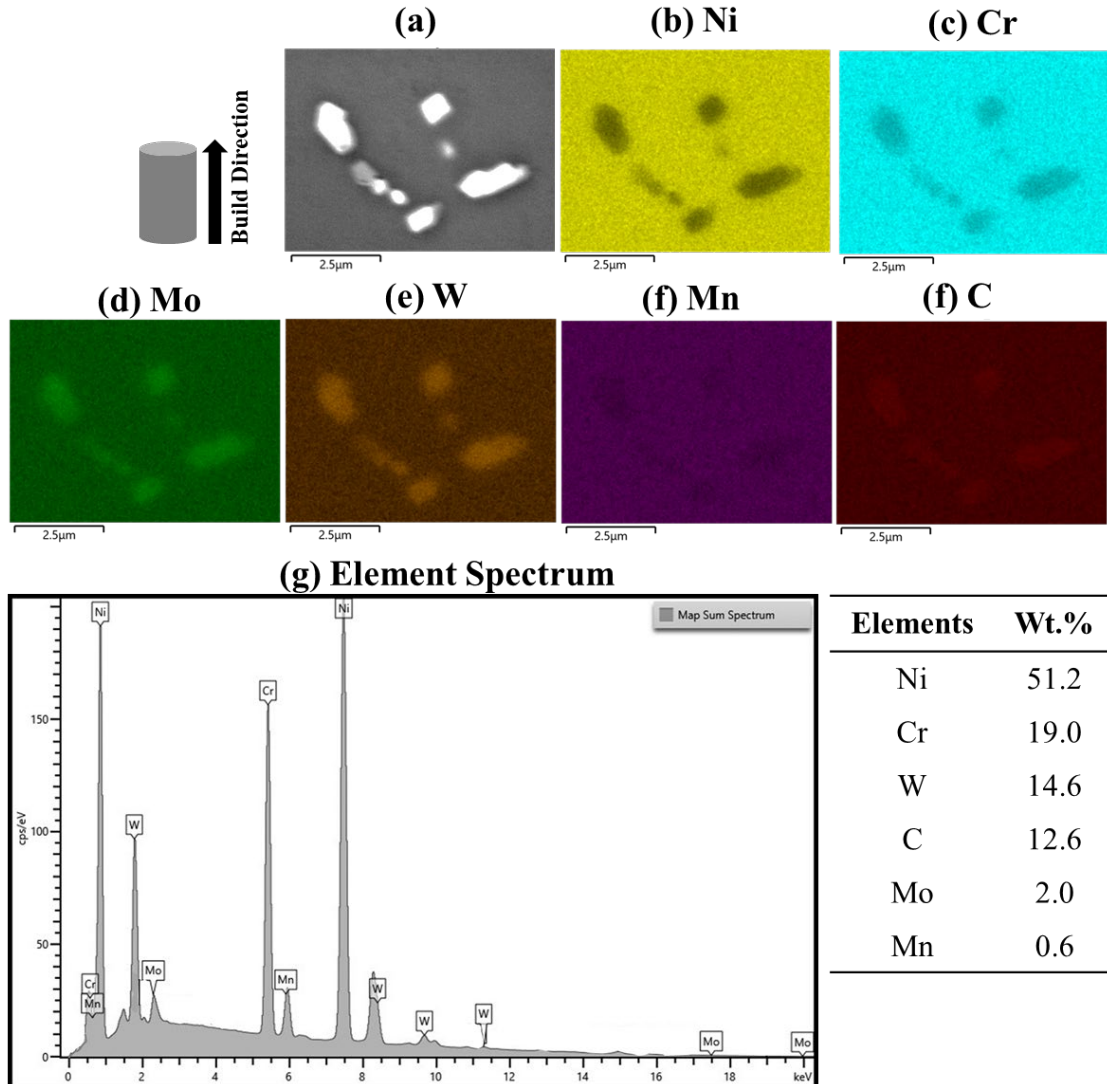 (a)
(b) Ni
(c) Cr
Build Direction
2.5µm
2.5µm
2.5µm
(d) Mo
(e) W
(f) Mn
(f) C
2.5µm
2.5µm
2.5µm
2.5µm
(g) Element Spectrum
Map Sum Spectrum
Ni
Ni
Cr
W
Mo
Mn
Cr
Mn
W
W
W
Mo
Mo
cps/eV
150
100
50
0
0 2 4 6 8 10 12 14 16 18 keV
Elements Wt.%
Ni 51.2
Cr 19.0
W 14.6
C 12.6
Mo 2.0
Mn 0.6